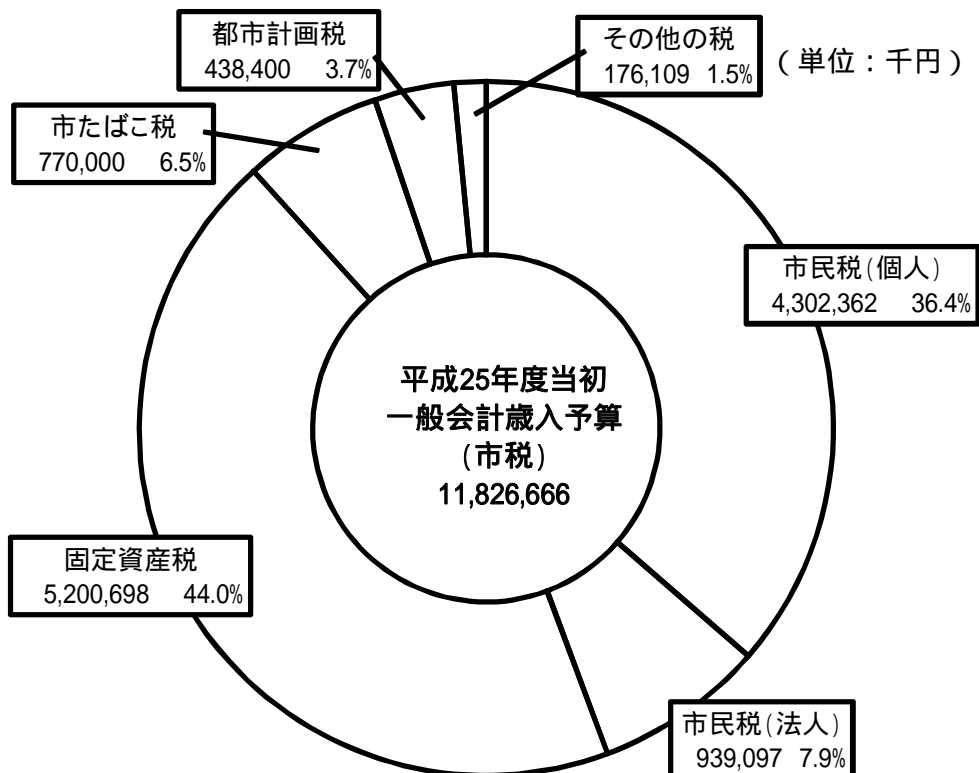 都市計画税
438,400 3.7%
その他の税
176,109 1.5%
(単位:千円)
市たばこ税
770,000 6.5%
市民税(個人)
4,302,362 36.4%
平成25年度当初
一般会計歳入予算
(市税)
11,826,666
固定資産税
5,200,698 44.0%
市民税(法人)
939,097 7.9%